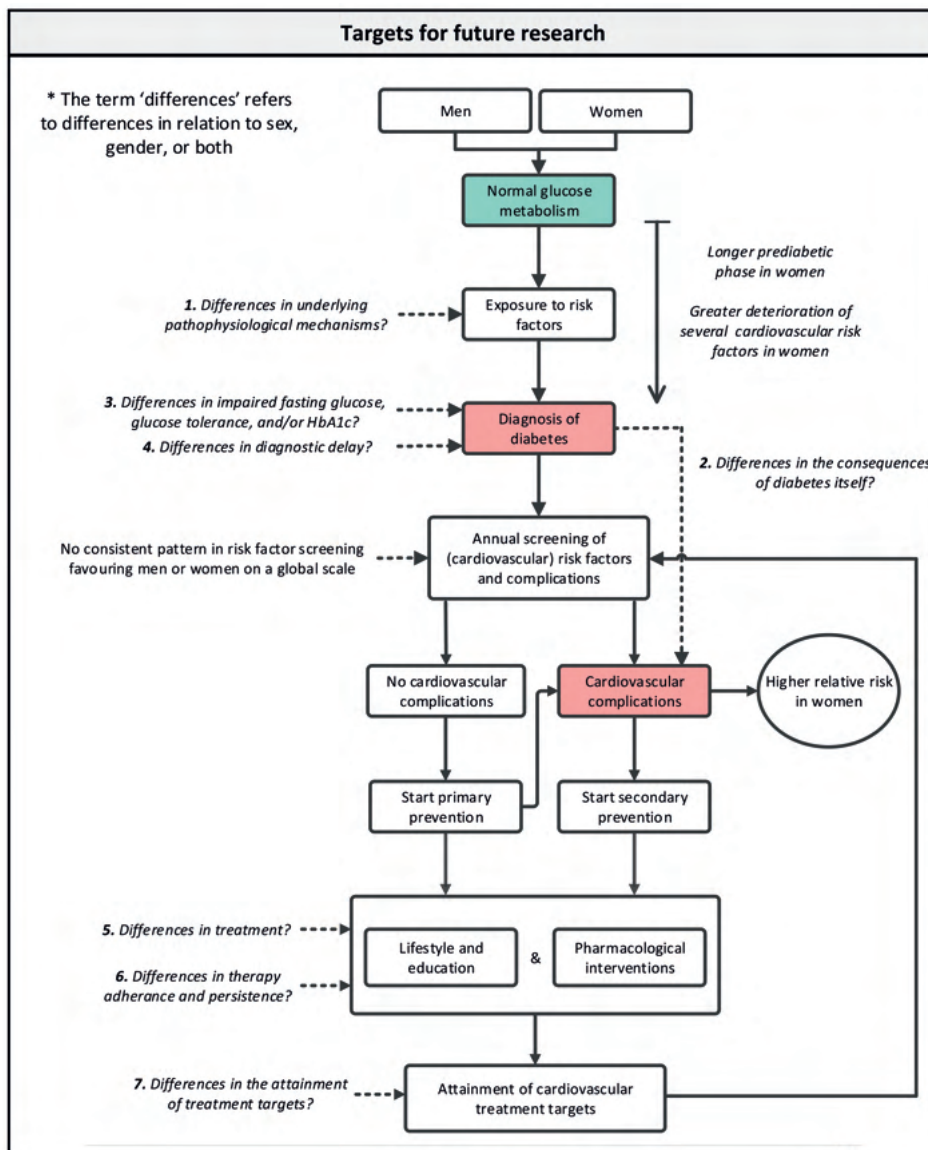 Targets for future research
* The term ‘differences’ refers
to differences in relation to sex,
gender, or both
Men
Women
Normal glucose
metabolism
Longer prediabetic
phase in women
Greater deterioration of
several cardiovascular risk
factors in women
1. Differences in underlying
pathophysiological mechanisms?
Exposure to risk
factors
3. Differences in impaired fasting glucose,
glucose tolerance, and/or HbA1c?
4. Differences in diagnostic delay?
Diagnosis of
diabetes
2. Differences in the consequences
of diabetes itself?
No consistent pattern in risk factor screening
favouring men or women on a global scale
Annual screening of
(cardiovascular) risk factors
and complications
No cardiovascular
complications
Cardiovascular
complications
Higher relative risk
in women
Start primary
prevention
Start secondary
prevention
5. Differences in treatment?
6. Differences in therapy
adherance and persistence?
Lifestyle and
education
&
Pharmacological
interventions
7. Differences in the attainment
of treatment targets?
Attainment of cardiovascular
treatment targets